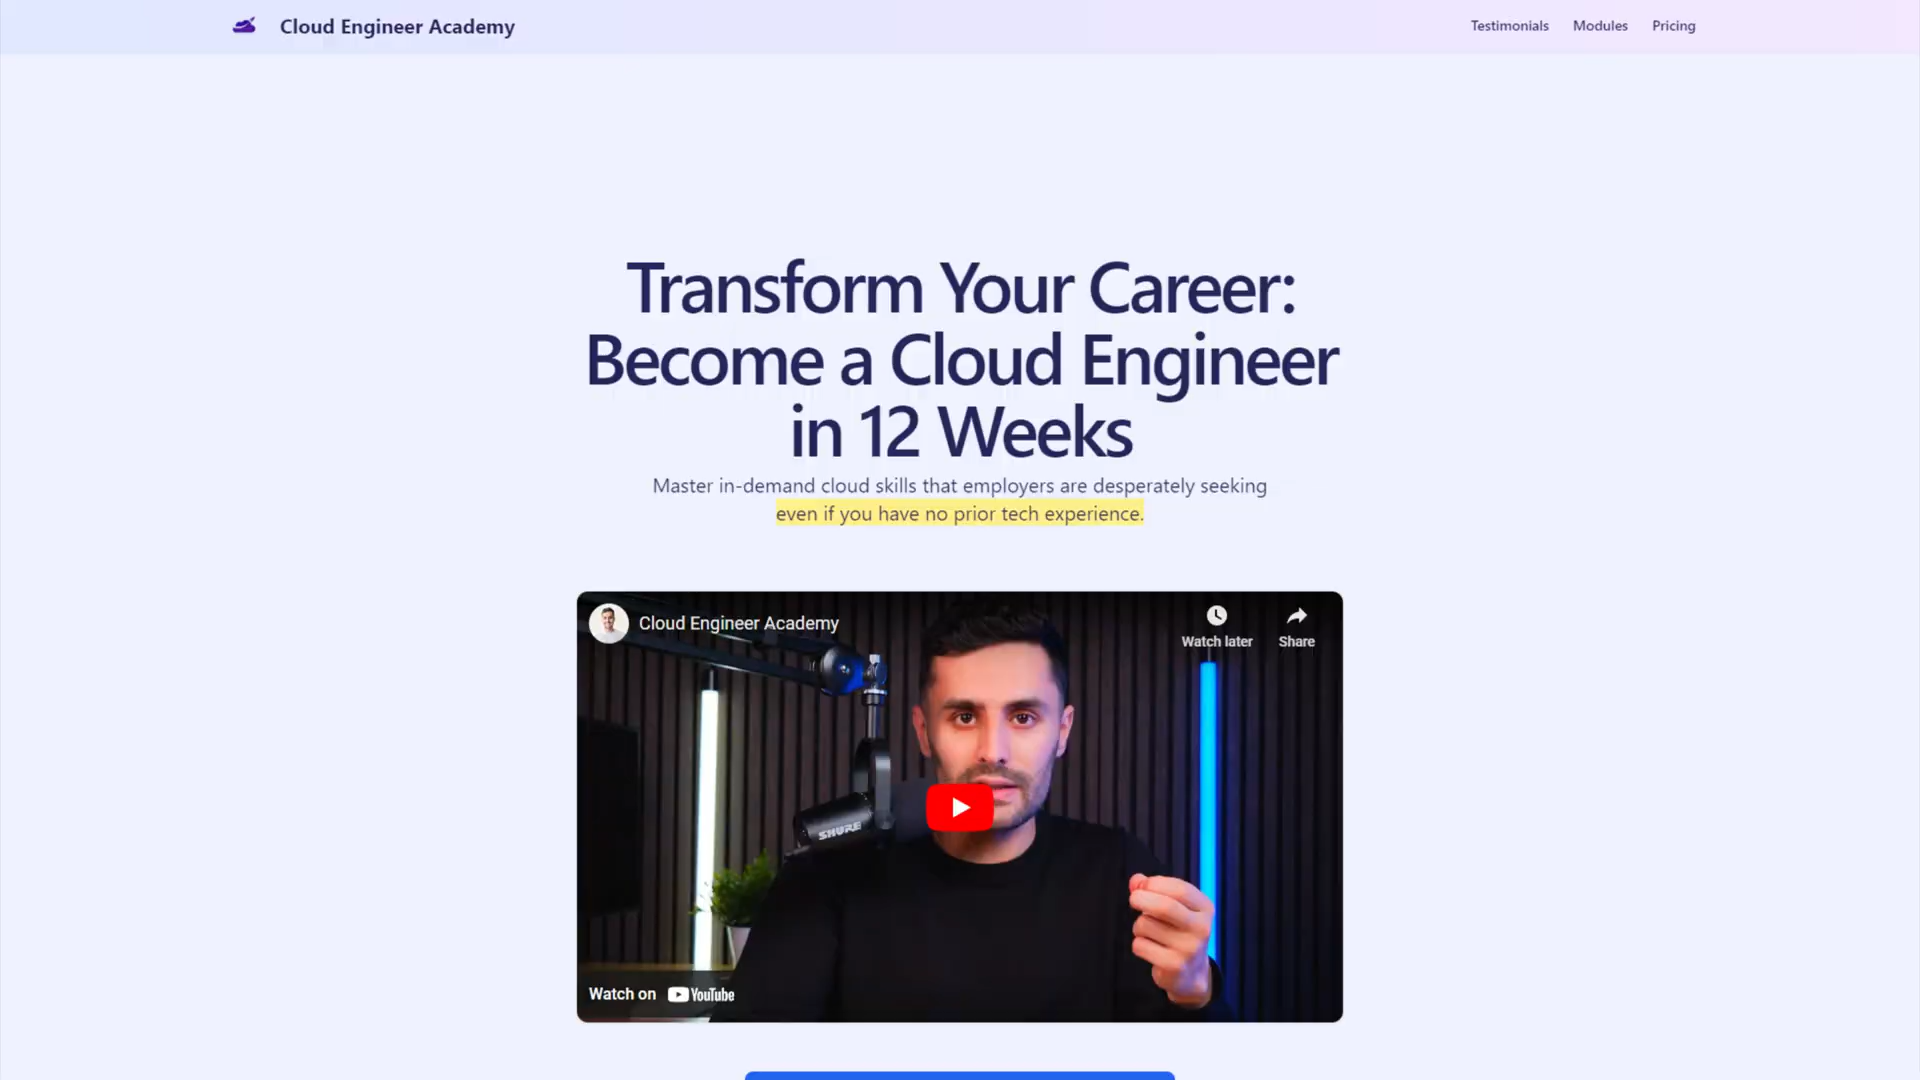 Cloud Engineer Academy
Testimonials
Modules
Pricing
Transform Your Career:
Become a Cloud Engineer
in 12 Weeks
Master in-demand cloud skills that employers are desperately seeking
even if you have no prior tech experience.
Cloud Engineer Academy
Watch later
Share
SHURE
Watch on YouTube